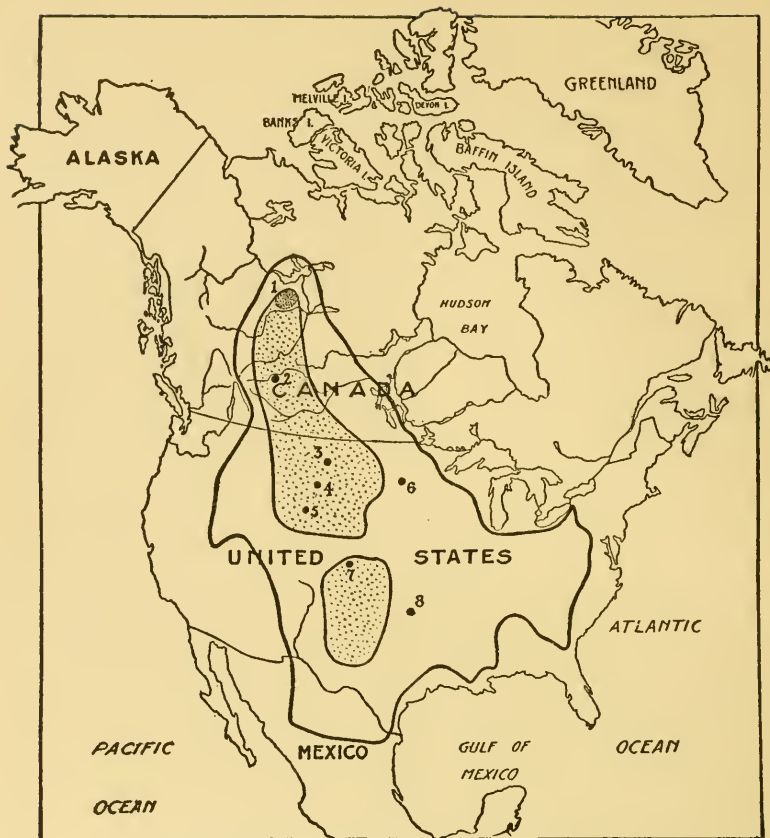 GREENLAND
MELVILLE I.
DEVON I.
BANKS I.
VICTORIA I.
BAFFIN ISLAND
ALASKA
HUDSON
BAY
1
2
CANADA
3
4
5
6
UNITED STATES
7
8
ATLANTIC
OCEAN
PACIFIC
OCEAN
MEXICO
GULF OF
MEXICO